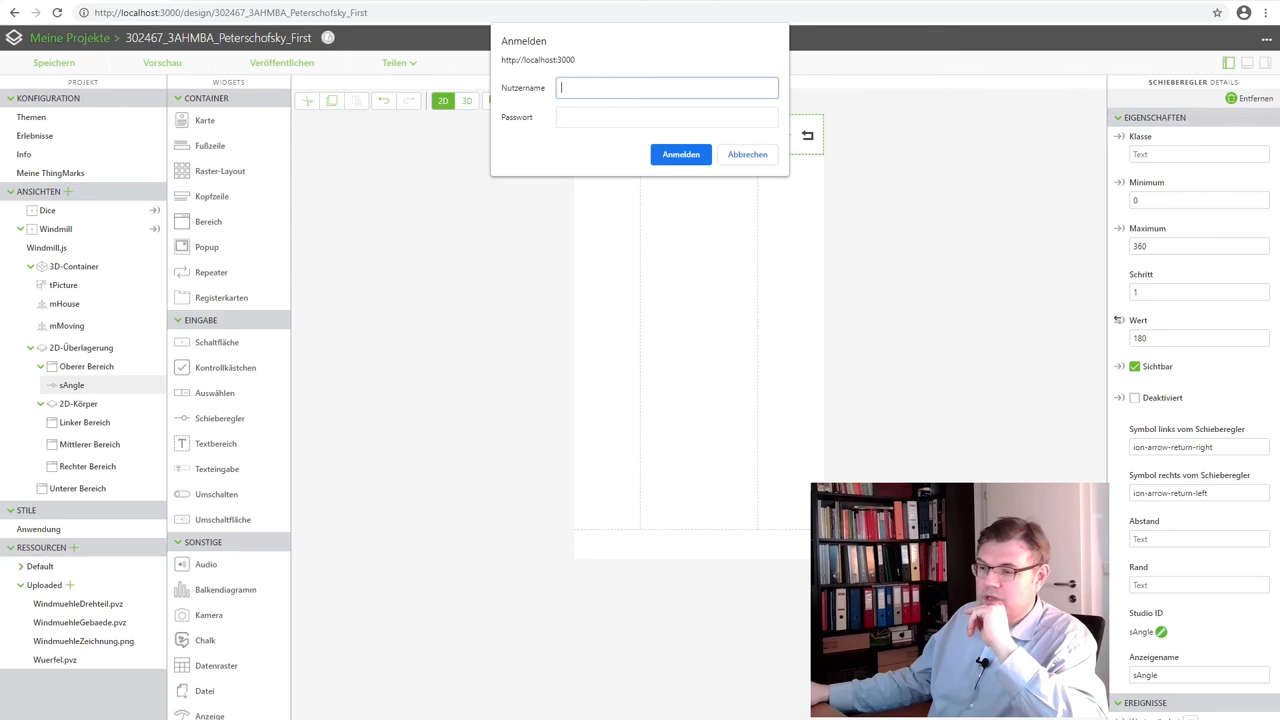 http://localhost:3000/design/302467_3AHMBA_Peterschofsky_First
Meine Projekte > 302467_3AHMBA_Peterschofsky_First
Speichern Vorschau Veröffentlichen Teilen
PROJEKT
KONFIGURATION
Themen
Erlebnisse
Info
Meine ThingMarks
ANSICHTEN
Dice
Windmill
Windmill.js
3D-Container
tPicture
mHouse
mMoving
2D-Überlagerung
Oberer Bereich
sAngle
2D-Körper
Linker Bereich
Mittlerer Bereich
Rechter Bereich
Unterer Bereich
STILE
Anwendung
RESSOURCEN
Default
Uploaded
WindmuehleDrehteil.pvz
WindmuehleGebaede.pvz
WindmuehleZeichnung.png
Wuerfel.pvz
WIDGETS
CONTAINER
Karte
Fußzeile
Raster-Layout
Kopfzeile
Bereich
Popup
Repeater
Registerkarten
EINGABE
Schaltfläche
Kontrollkästchen
Auswählen
Schieberegler
Textbereich
Texteingabe
Umschalten
Umschaltfläche
SONSTIGE
Audio
Balkendiagramm
Kamera
Chalk
Datenraster
Datei
Anzeige
2D 3D
Anmelden
http://localhost:3000
Nutzername
Passwort
Anmelden Abbrechen
SCHIEBEREGLER DETAILS
Entfernen
EIGENSCHAFTEN
Klasse
Text
Minimum
0
Maximum
360
Schritt
1
Wert
180
Sichtbar
Deaktiviert
Symbol links vom Schieberegler
ion-arrow-return-right
Symbol rechts vom Schieberegler
ion-arrow-return-left
Abstand
Text
Rand
Text
Studio ID
sAngle
Anzeigename
sAngle
EREIGNISSE